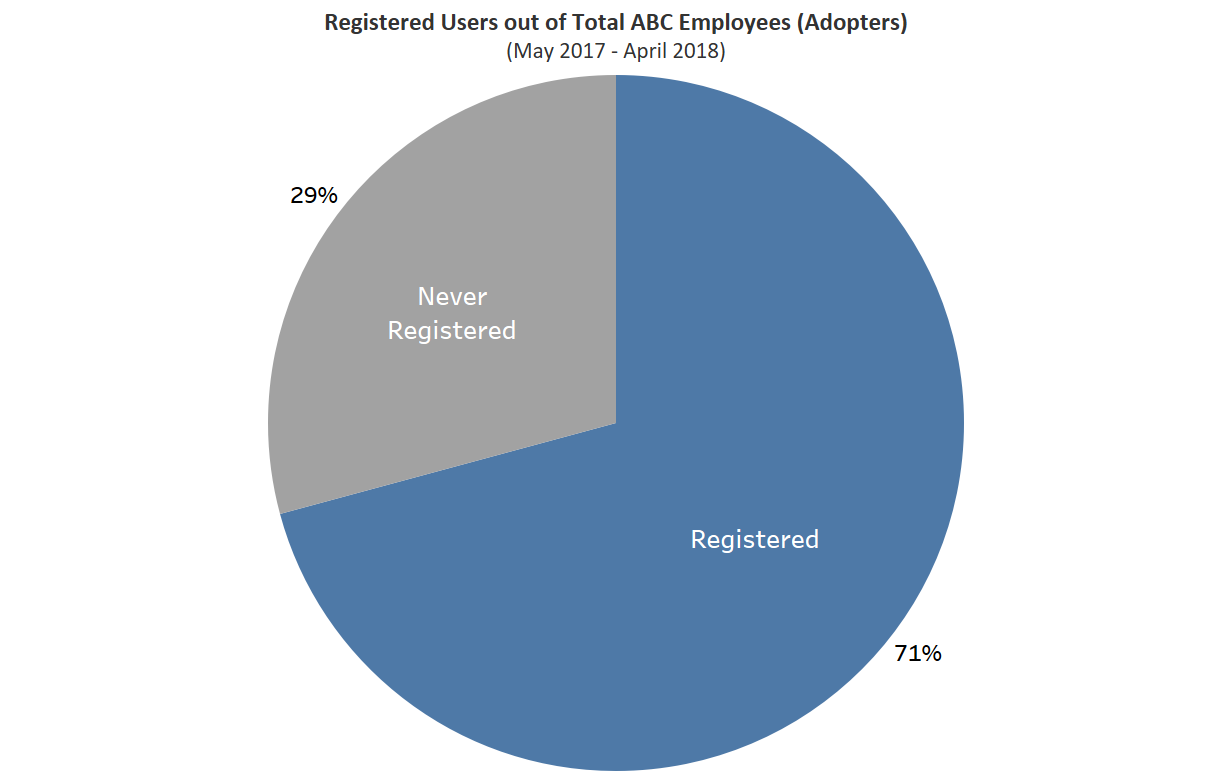 Registered Users out of Total ABC Employees (Adopters)
(May 2017 - April 2018)
29%
Never
Registered
Registered
71%